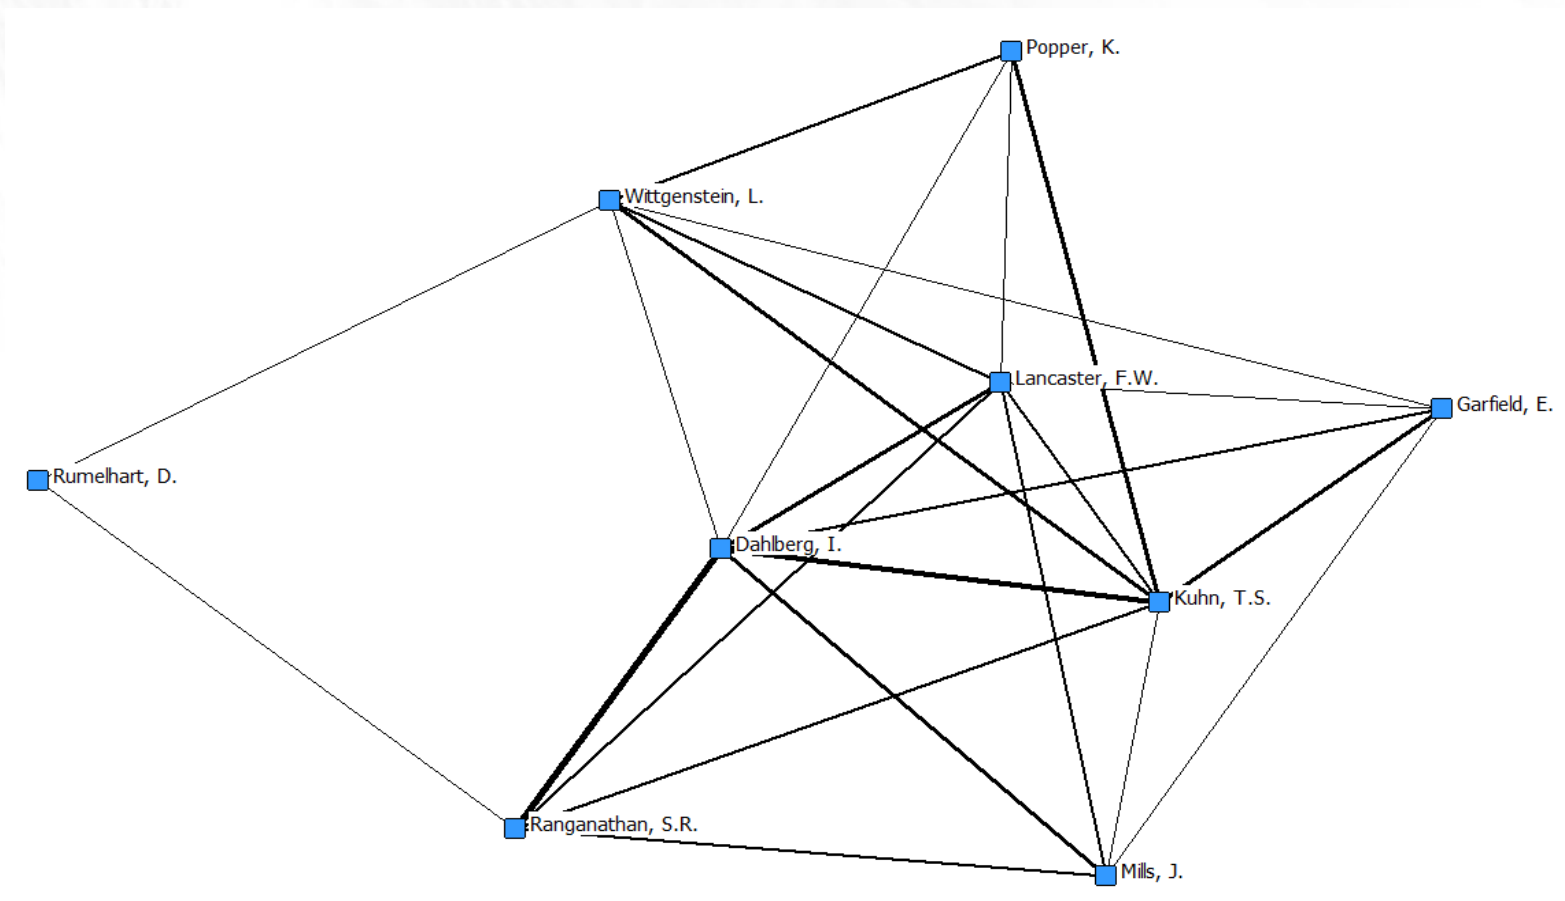 Popper, K.
Wittgenstein, L.
Lancaster, F.W.
Garfield, E.
Rumelhart, D.
Dahlberg, I.
Kuhn, T.S.
Ranganathan, S.R.
Mills, J.